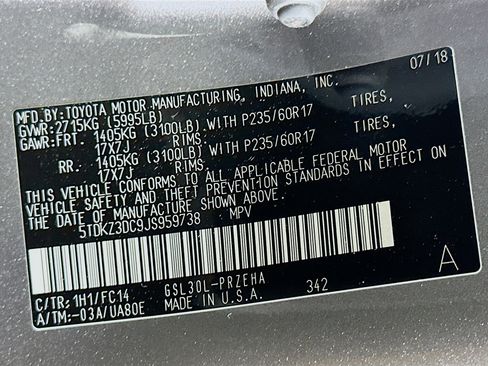 MFD.BY:TOYOTA MOTOR MANUFACTURING, INDIANA, INC. 07/18
GVWR:2715KG (5995LB)
GAWR:FRT. 1405KG (3100LB) WITH P235/60R17 TIRES,
17X7J RIMS
RR. 1405KG (3100LB) WITH P235/60R17 TIRES,
17X7J RIMS
THIS VEHICLE CONFORMS TO ALL APPLICABLE FEDERAL MOTOR
VEHICLE SAFETY AND THEFT PREVENTION STANDARDS IN EFFECT ON
THE DATE OF MANUFACTURE SHOWN ABOVE.
5TDKZ3DC9JS959738 MPV
C/TR: 1H1/FC14 GSL30L-PRZEHA A
A/TM:-03A/UA80E MADE IN U.S.A. 342